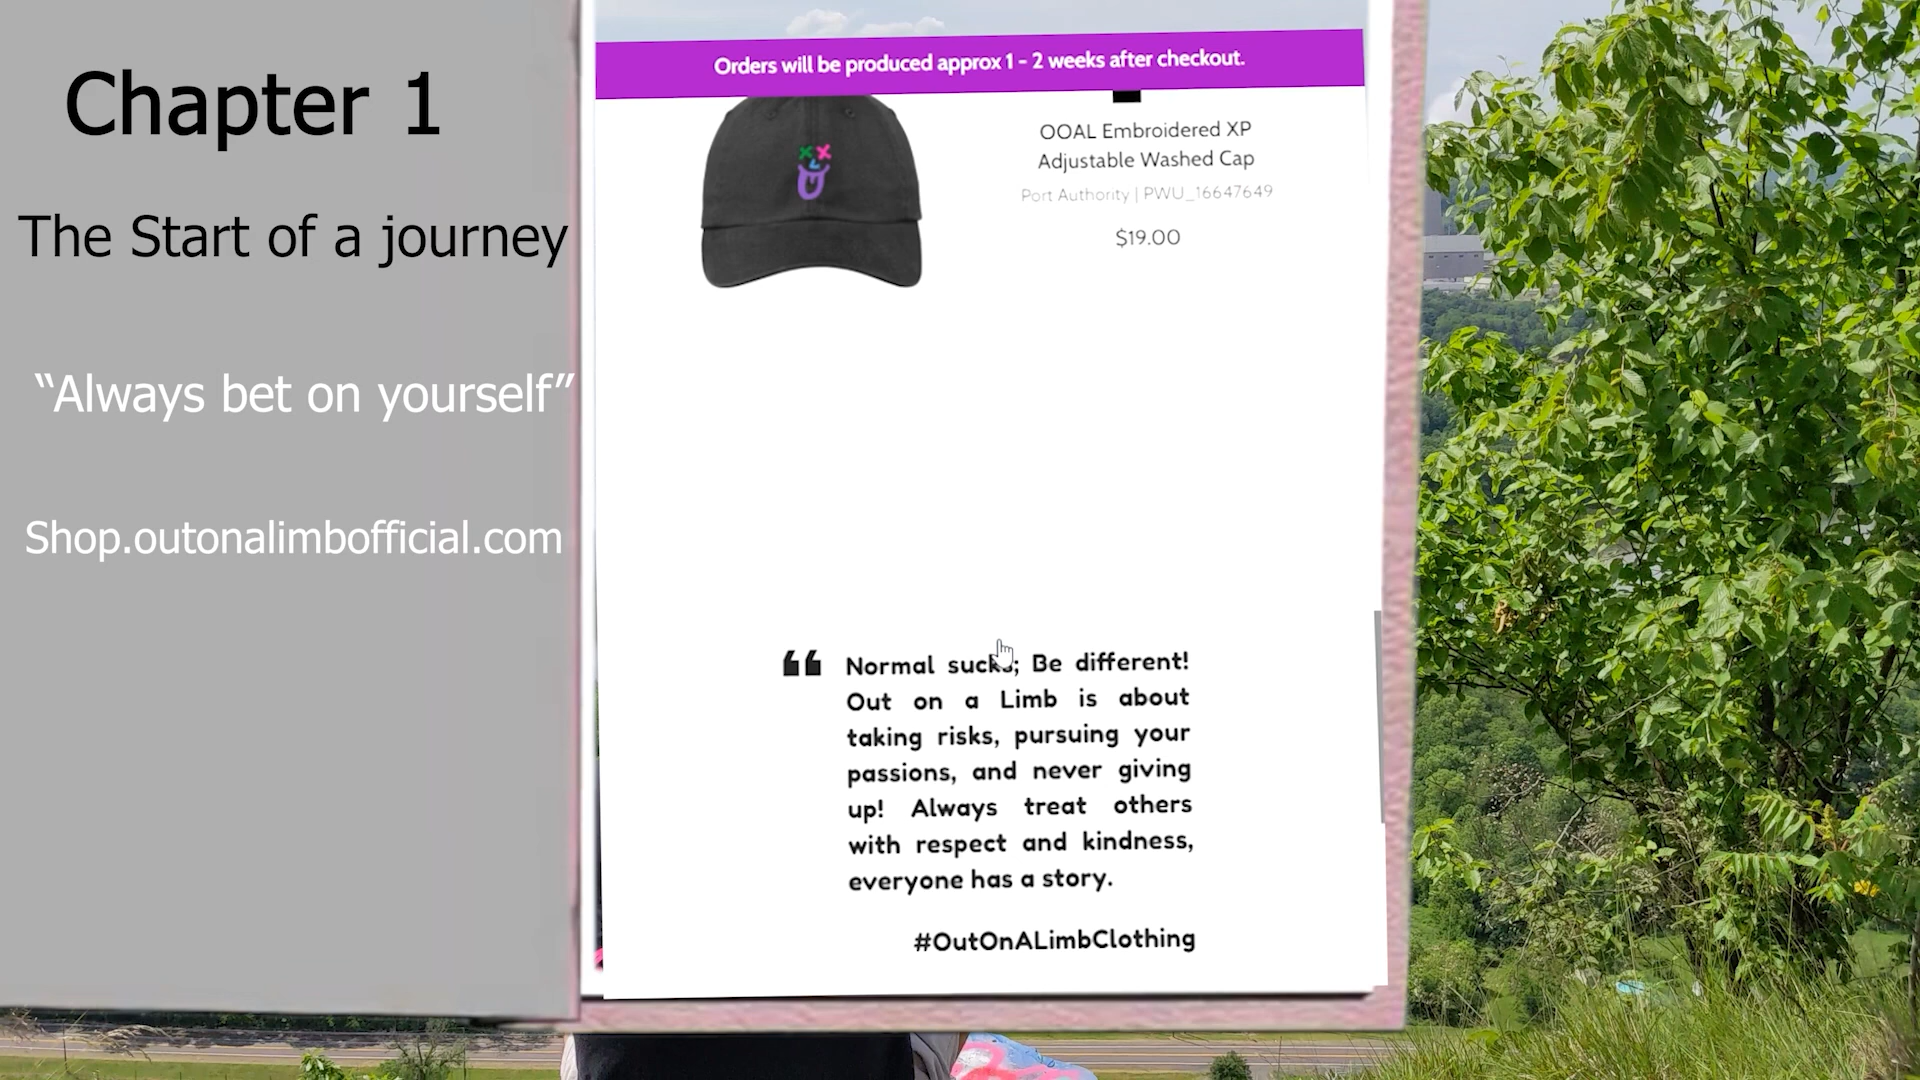 Chapter 1
The Start of a journey
“Always bet on yourself”
Shop.outonalimbofficial.com
Orders will be produced approx 1 - 2 weeks after checkout.
OOAL Embroidered XP
Adjustable Washed Cap
Port Authority | PWU_16647649
$19.00
Normal sucks; Be different!
Out on a Limb is about
taking risks, pursuing your
passions, and never giving
up! Always treat others
with respect and kindness,
everyone has a story.
#OutOnALimbClothing